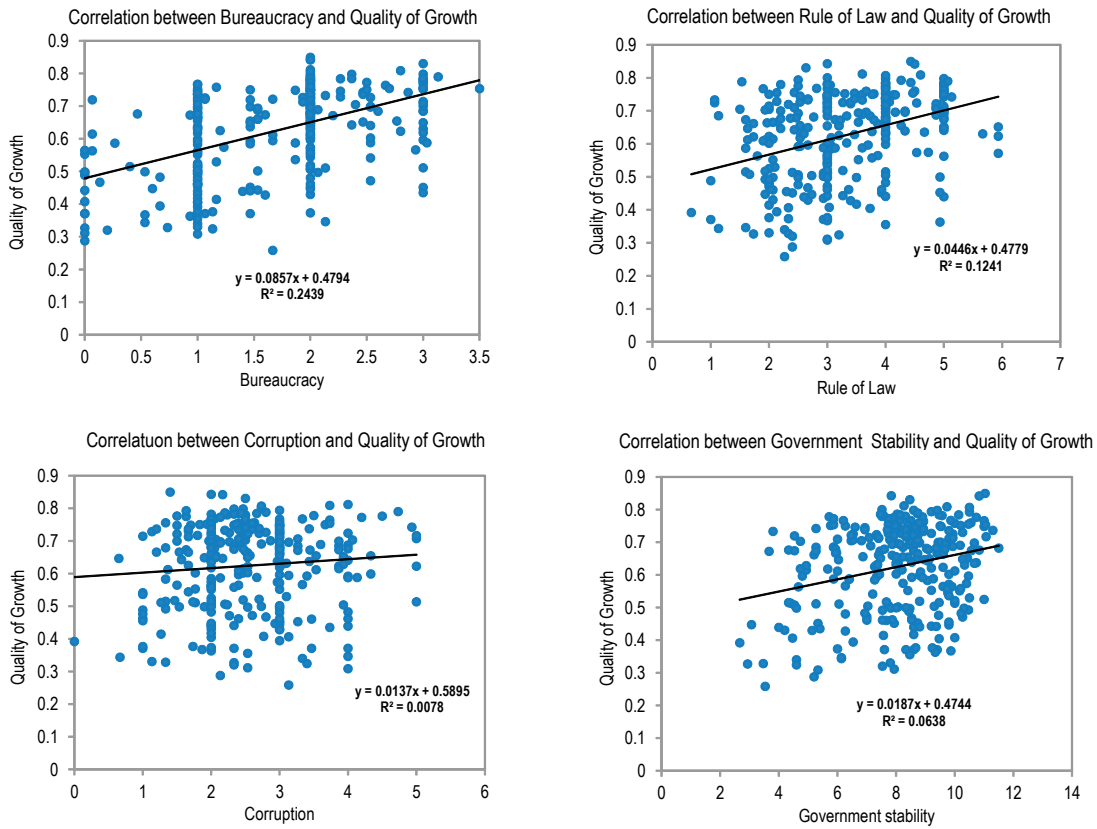 Correlation between Bureaucracy and Quality of Growth
0.9
0.8
0.7
0.6
0.5
0.4
0.3
0.2
0.1
0
Quality of Growth
y = 0.0857x + 0.4794
R² = 0.2439
0 0.5 1 1.5 2 2.5 3 3.5
Bureaucracy
Correlation between Rule of Law and Quality of Growth
0.9
0.8
0.7
0.6
0.5
0.4
0.3
0.2
0.1
0
Quality of Growth
y = 0.0446x + 0.4779
R² = 0.1241
0 1 2 3 4 5 6 7
Rule of Law
Correlatuon between Corruption and Quality of Growth
0.9
0.8
0.7
0.6
0.5
0.4
0.3
0.2
0.1
0
Quality of Growth
y = 0.0137x + 0.5895
R² = 0.0078
0 1 2 3 4 5 6
Corruption
Correlation between Government Stability and Quality of Growth
0.9
0.8
0.7
0.6
0.5
0.4
0.3
0.2
0.1
0
Quality of Growth
y = 0.0187x + 0.4744
R² = 0.0638
0 2 4 6 8 10 12 14
Government stability